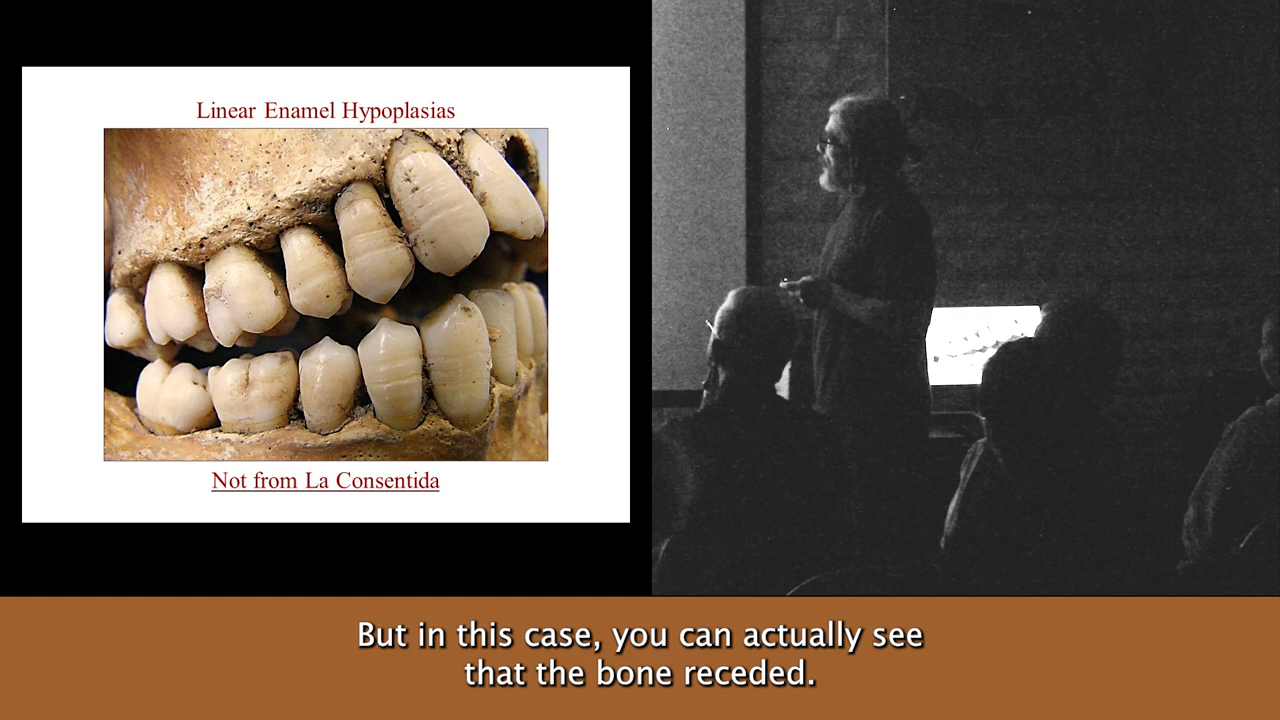 Linear Enamel Hypoplasias
Not from La Consentida
But in this case, you can actually see
that the bone receded.